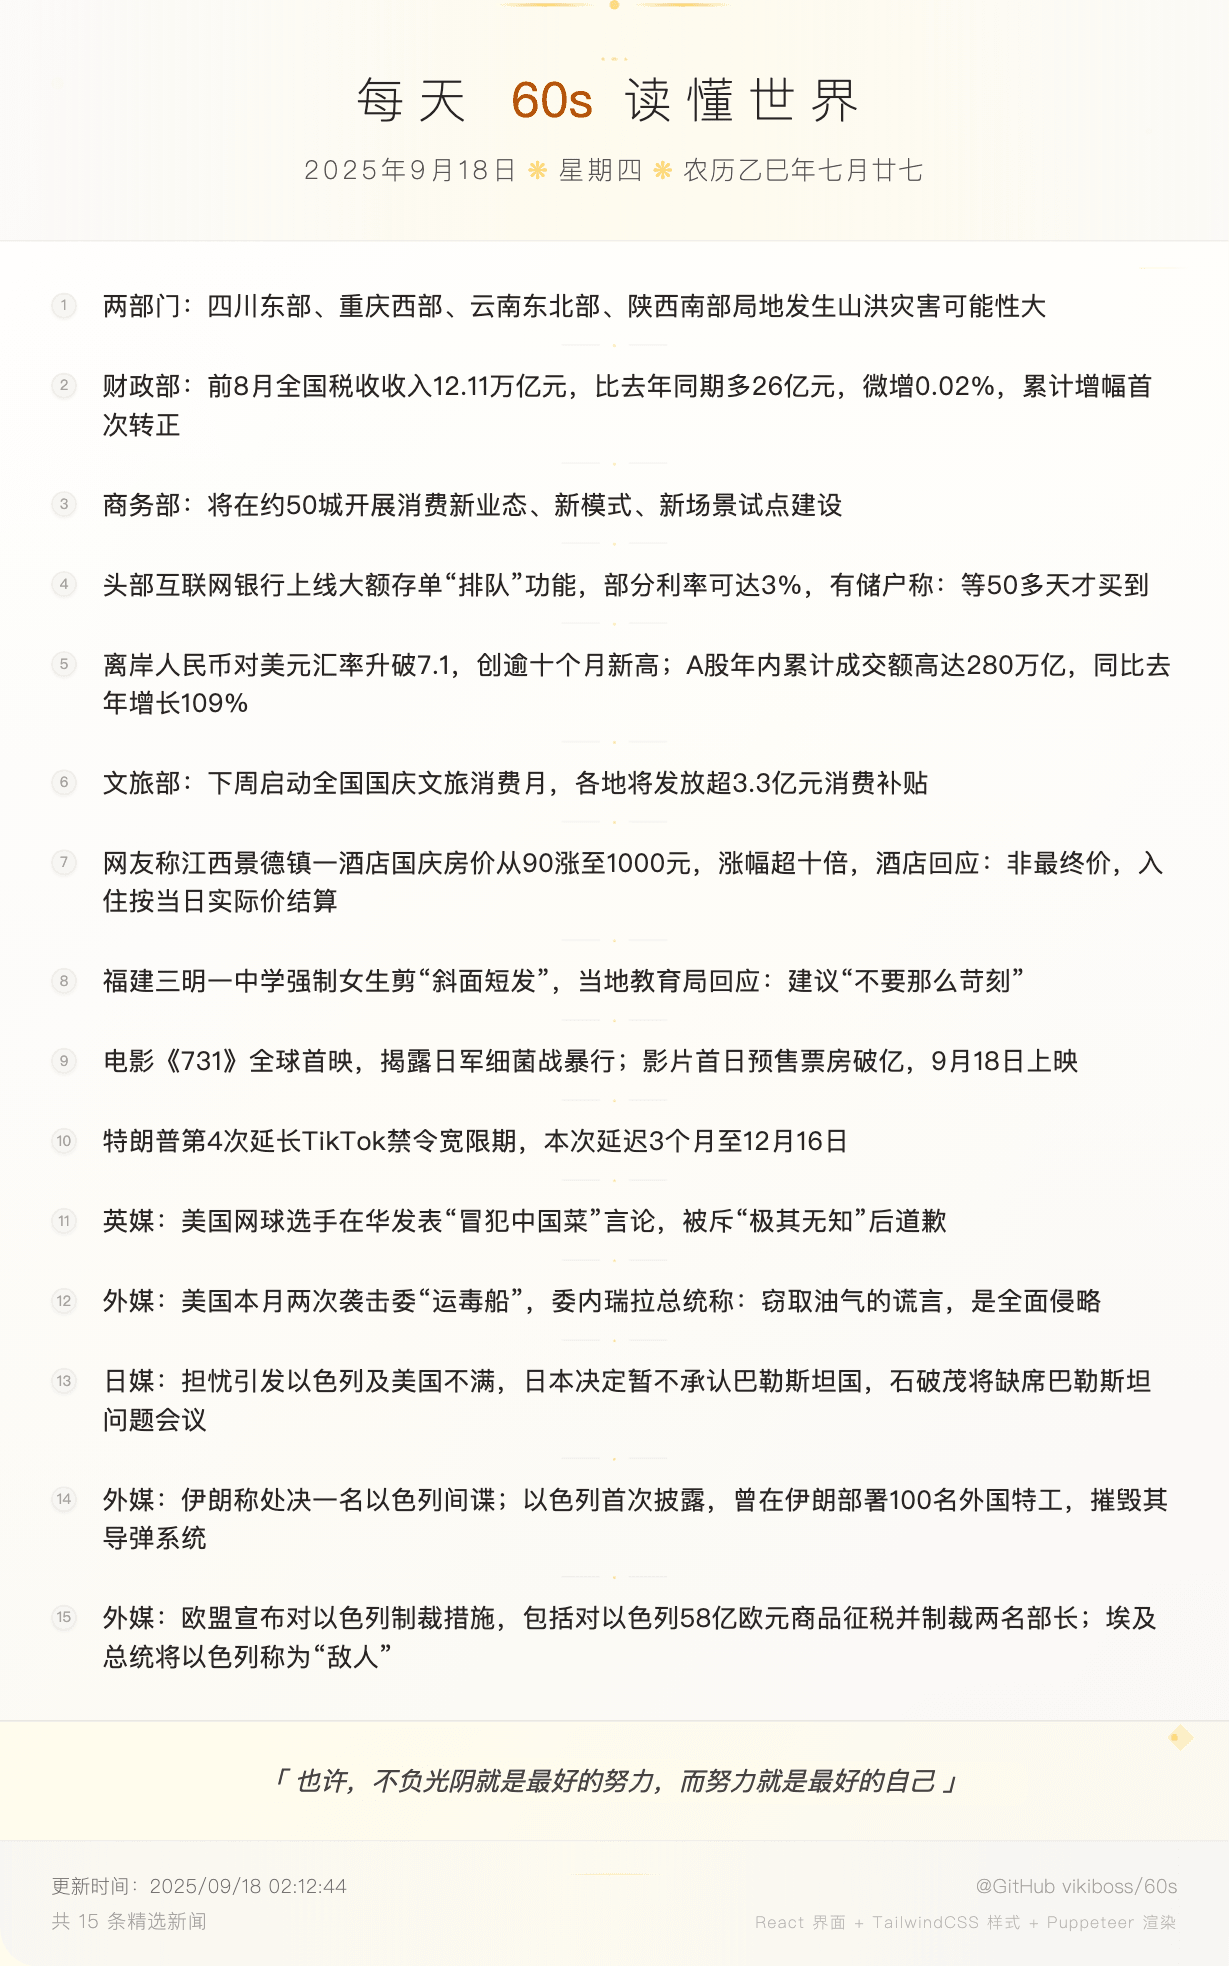 每天 60s 读懂世界
2025年9月18日 ❋ 星期四 ❋ 农历乙巳年七月廿七
1 两部门：四川东部、重庆西部、云南东北部、陕西南部局地发生山洪灾害可能性大
2 财政部：前8月全国税收收入12.11万亿元，比去年同期多26亿元，微增0.02%，累计增幅首
次转正
3 商务部：将在约50城开展消费新业态、新模式、新场景试点建设
4 头部互联网银行上线大额存单“排队”功能，部分利率可达3%，有储户称：等50多天才买到
5 离岸人民币对美元汇率升破7.1，创逾十个月新高；A股年内累计成交额高达280万亿，同比去
年增长109%
6 文旅部：下周启动全国国庆文旅消费月，各地将发放超3.3亿元消费补贴
7 网友称江西景德镇一酒店国庆房价从90涨至1000元，涨幅超十倍，酒店回应：非最终价，入
住按当日实际价结算
8 福建三明一中学强制女生剪“斜面短发”，当地教育局回应：建议“不要那么苛刻”
9 电影《731》全球首映，揭露日军细菌战暴行；影片首日预售票房破亿，9月18日上映
10 特朗普第4次延长TikTok禁令宽限期，本次延迟3个月至12月16日
11 英媒：美国网球选手在华发表“冒犯中国菜”言论，被斥“极其无知”后道歉
12 外媒：美国本月两次袭击委“运毒船”，委内瑞拉总统称：窃取油气的谎言，是全面侵略
13 日媒：担忧引发以色列及美国不满，日本决定暂不承认巴勒斯坦国，石破茂将缺席巴勒斯坦
问题会议
14 外媒：伊朗称处决一名以色列间谍；以色列首次披露，曾在伊朗部署100名外国特工，摧毁其
导弹系统
15 外媒：欧盟宣布对以色列制裁措施，包括对以色列58亿欧元商品征税并制裁两名部长；埃及
总统将以色列称为“敌人”
「 也许，不负光阴就是最好的努力，而努力就是最好的自己 」
更新时间：2025/09/18 02:12:44
@GitHub vikiboss/60s
共 15 条精选新闻
React 界面 + TailwindCSS 样式 + Puppeteer 渲染